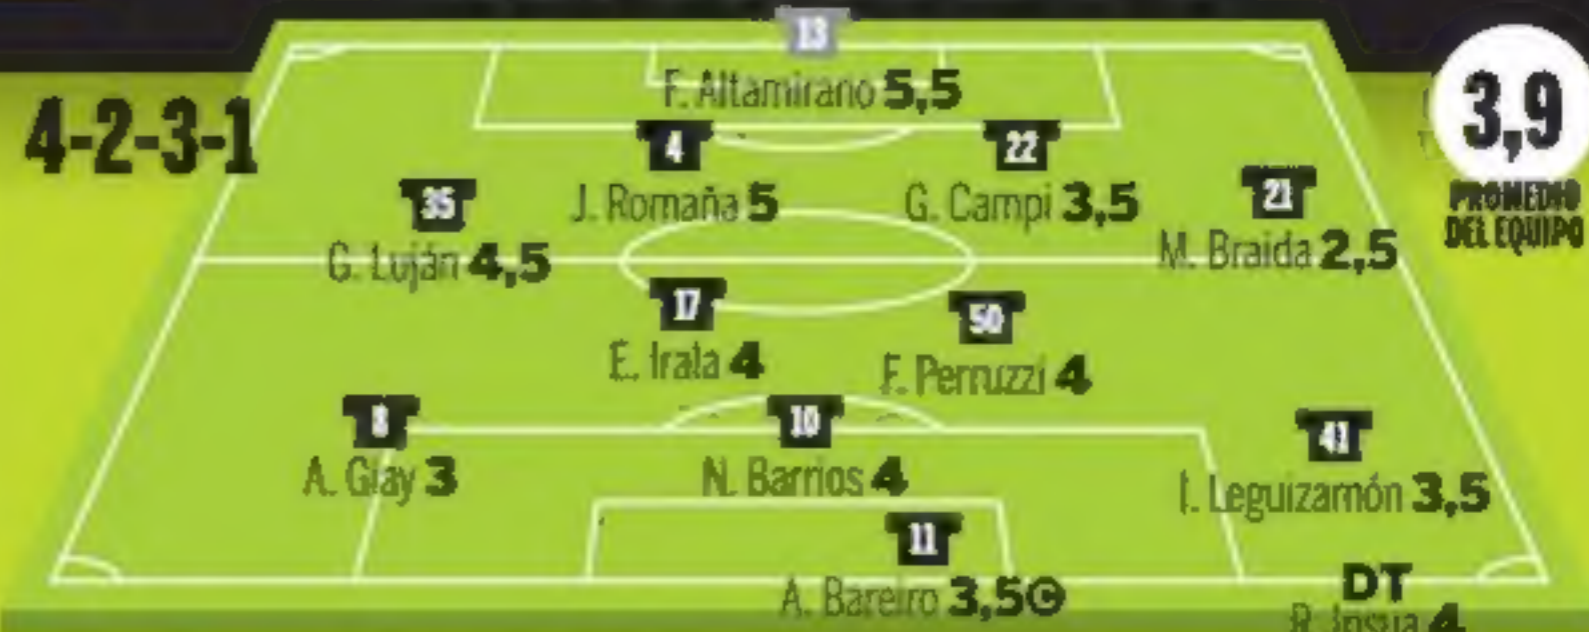 4-2-3-1
13
F. Altamirano 5,5
3,9
PROMEDIO
DEL EQUIPO
4
J. Romaña 5
22
G. Campi 3,5
35
G. Luján 4,5
21
M. Braida 2,5
17
E. Irala 4
50
F. Perruzzi 4
8
A. Giay 3
10
N. Barrios 4
41
I. Leguizamón 3,5
11
A. Bareiro 3,5 C
DT
R. Insua 4